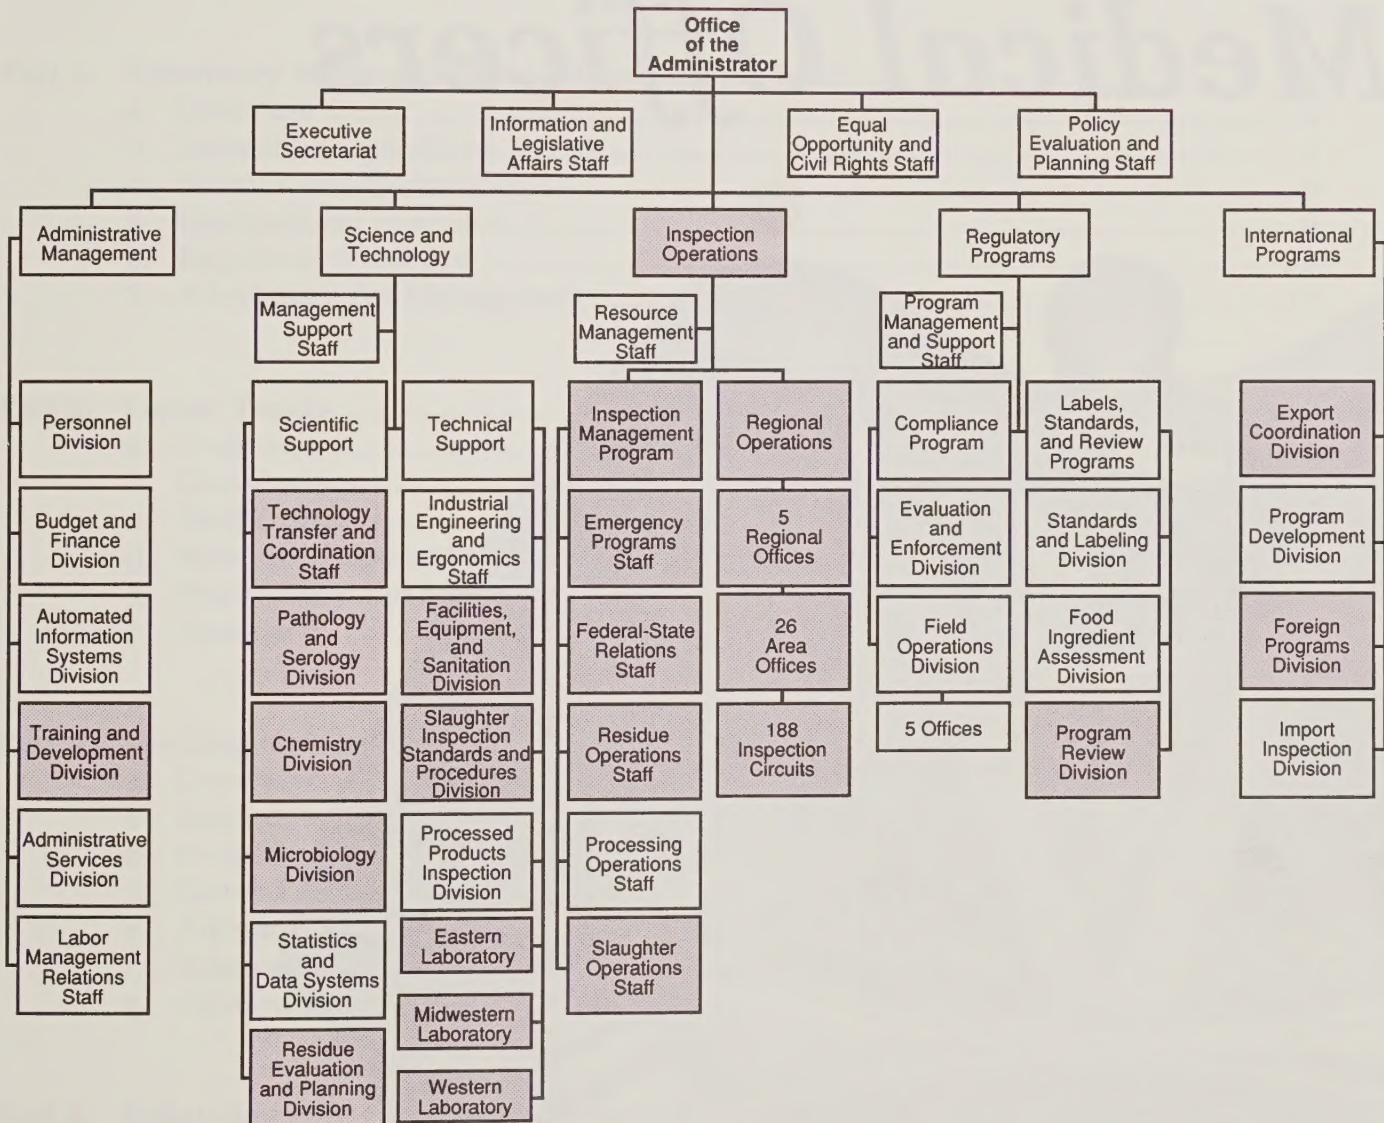 Office
of the
Administrator
Executive
Secretariat
Information and
Legislative
Affairs Staff
Equal
Opportunity and
Civil Rights Staff
Policy
Evaluation and
Planning Staff
Administrative
Management
Science and
Technology
Inspection
Operations
Regulatory
Programs
International
Programs
Management
Support
Staff
Resource
Management
Staff
Program
Management
and Support
Staff
Personnel
Division
Budget and
Finance
Division
Automated
Information
Systems
Division
Training and
Development
Division
Administrative
Services
Division
Labor
Management
Relations
Staff
Scientific
Support
Technology
Transfer and
Coordination
Staff
Pathology
and
Serology
Division
Chemistry
Division
Microbiology
Division
Statistics
and
Data Systems
Division
Residue
Evaluation
and Planning
Division
Technical
Support
Industrial
Engineering
and
Ergonomics
Staff
Facilities,
Equipment,
and
Sanitation
Division
Slaughter
Inspection
Standards and
Procedures
Division
Processed
Products
Inspection
Division
Eastern
Laboratory
Midwestern
Laboratory
Western
Laboratory
Inspection
Management
Program
Emergency
Programs
Staff
Federal-State
Relations
Staff
Residue
Operations
Staff
Processing
Operations
Staff
Slaughter
Operations
Staff
Regional
Operations
5
Regional
Offices
26
Area
Offices
188
Inspection
Circuits
Compliance
Program
Evaluation
and
Enforcement
Division
Field
Operations
Division
5 Offices
Labels,
Standards,
and Review
Programs
Standards
and Labeling
Division
Food
Ingredient
Assessment
Division
Program
Review
Division
Export
Coordination
Division
Program
Development
Division
Foreign
Programs
Division
Import
Inspection
Division